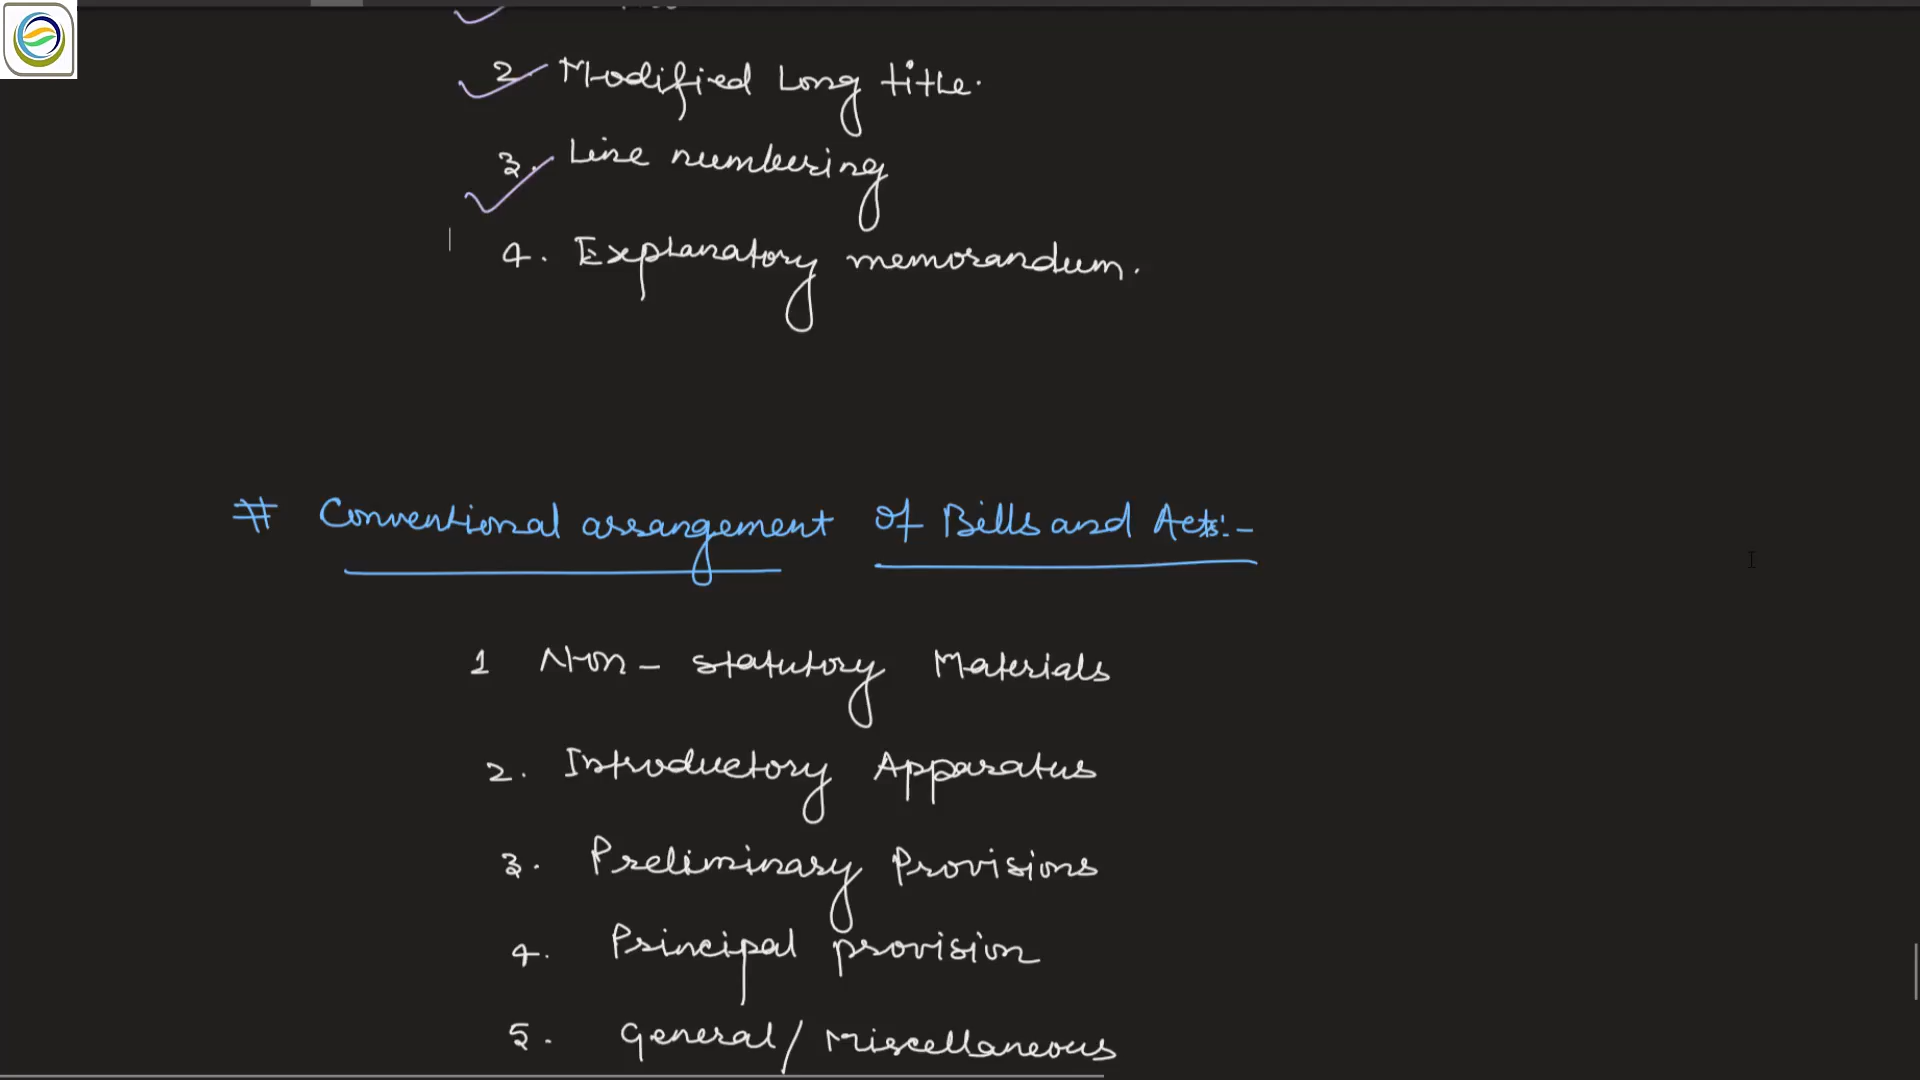 2. Modified Long title.
3. Line numbering
4. Explanatory memorandum.
# Conventional arrangement of Bills and Acts:-
1 Non - statutory Materials
2. Introductory Apparatus
3. Preliminary Provisions
4. Principal provision
5. General / Miscellaneous